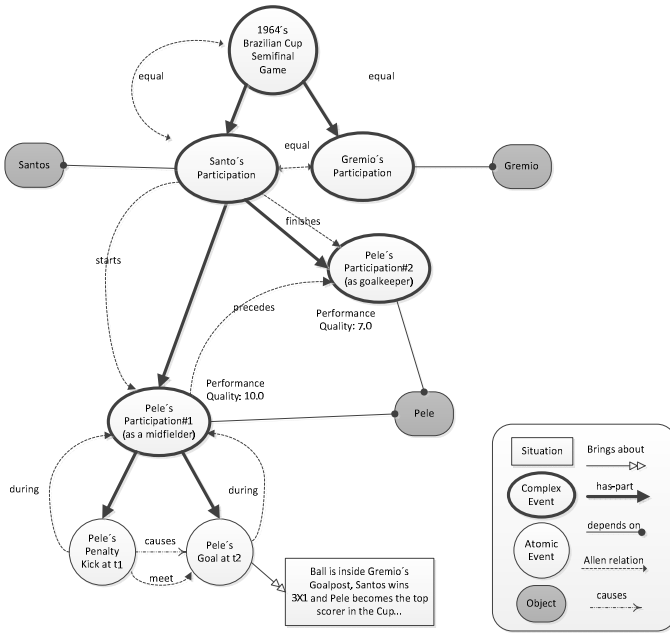 1964´s
Brazilian Cup
Semifinal
Game
equal
equal
Santos
Santo´s
Participation
equal
Gremio´s
Participation
Gremio
finishes
starts
Pele´s
Participation#2
(as goalkeeper)
precedes
Performance
Quality: 7.0
Performance
Quality: 10.0
Pele´s
Participation#1
(as a midfielder)
Pele
during
during
Pele´s
Penalty
Kick at t1
causes
meet
Pele´s
Goal at t2
Ball is inside Gremio´s
Goalpost, Santos wins
3X1 and Pele becomes the top
scorer in the Cup...
Situation
Brings about
Complex
Event
has-part
Atomic
Event
depends on
Allen relation
Object
causes